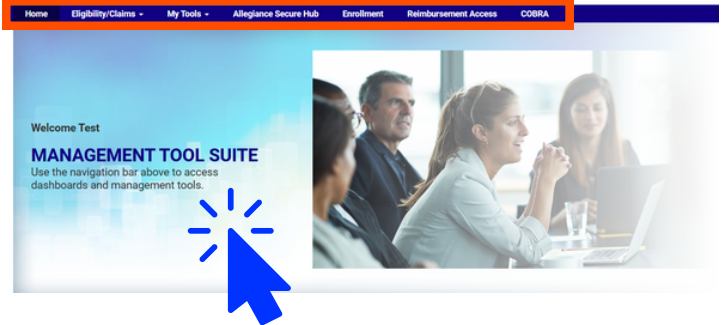 Home Eligibility/Claims My Tools Allegiance Secure Hub Enrollment Reimbursement Access COBRA
Welcome Test
MANAGEMENT TOOL SUITE
Use the navigation bar above to access
dashboards and management tools.